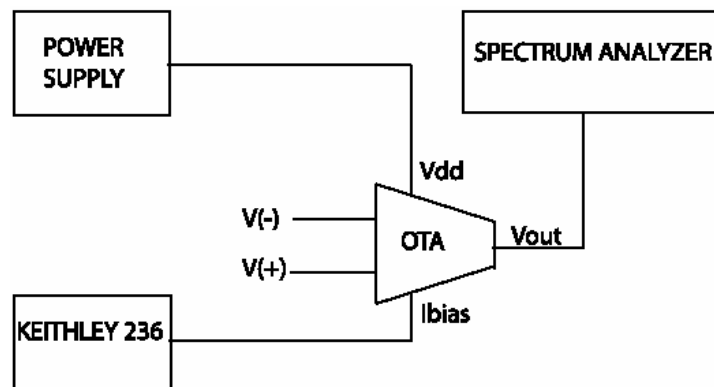 POWER
SUPPLY
SPECTRUM ANALYZER
Vdd
V(-)
OTA
Vout
V(+)
Ibias
KEITHLEY 236